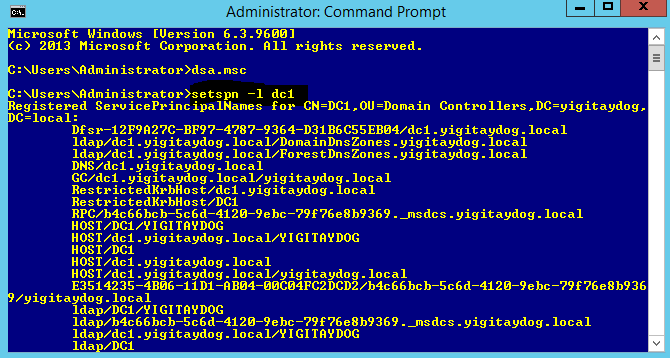 Administrator: Command Prompt
Microsoft Windows [Version 6.3.9600]
(c) 2013 Microsoft Corporation. All rights reserved.
C:\Users\Administrator>dsa.msc
C:\Users\Administrator>setspn -l dc1
Registered ServicePrincipalNames for CN=DC1,OU=Domain Controllers,DC=yigitaydog,
DC=local:
Dfsr-12F9A27C-BF97-4787-9364-D31B6C55EB04/dc1.yigitaydog.local
ldap/dc1.yigitaydog.local/DomainDnsZones.yigitaydog.local
ldap/dc1.yigitaydog.local/ForestDnsZones.yigitaydog.local
DNS/dc1.yigitaydog.local
GC/dc1.yigitaydog.local/yigitaydog.local
RestrictedKrbHost/dc1.yigitaydog.local
RestrictedKrbHost/DC1
RPC/b4c66bcb-5c6d-4120-9ebc-79f76e8b9369._msdcs.yigitaydog.local
HOST/DC1/YIGITAYDOG
HOST/dc1.yigitaydog.local/YIGITAYDOG
HOST/DC1
HOST/dc1.yigitaydog.local
HOST/dc1.yigitaydog.local/yigitaydog.local
E3514235-4B06-11D1-AB04-00C04FC2DCD2/b4c66bcb-5c6d-4120-9ebc-79f76e8b936
9/yigitaydog.local
ldap/DC1/YIGITAYDOG
ldap/b4c66bcb-5c6d-4120-9ebc-79f76e8b9369._msdcs.yigitaydog.local
ldap/dc1.yigitaydog.local/YIGITAYDOG
ldap/DC1